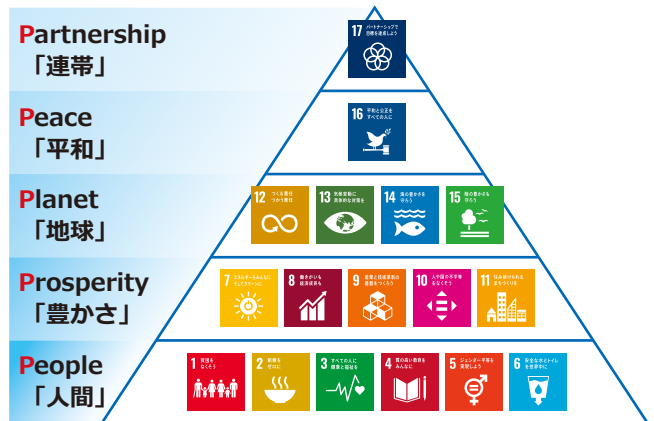 Partnership
「連帯」
17 パートナーシップで
目標を達成しよう
Peace
「平和」
16 平和と公正を
すべての人に
Planet
「地球」
12 つくる責任
つかう責任
13 気候変動に
具体的な対策を
14 海の豊かさを
守ろう
15 陸の豊かさも
守ろう
Prosperity
「豊かさ」
7 エネルギーをみんなに
そしてクリーンに
8 働きがいも
経済成長も
9 産業と技術革新の
基盤をつくろう
10 人や国の不平等
をなくそう
11 住み続けられる
まちづくりを
People
「人間」
1 貧困を
なくそう
2 飢餓を
ゼロに
3 すべての人に
健康と福祉を
4 質の高い教育を
みんなに
5 ジェンダー平等を
実現しよう
6 安全な水とトイレ
を世界中に